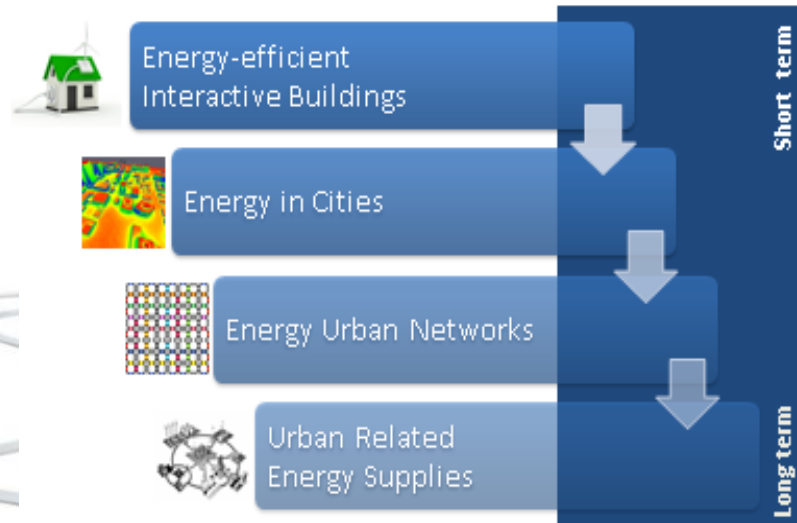 Energy-efficient
Interactive Buildings
Short term
Energy in Cities
Energy Urban Networks
Urban Related
Energy Supplies
Long term